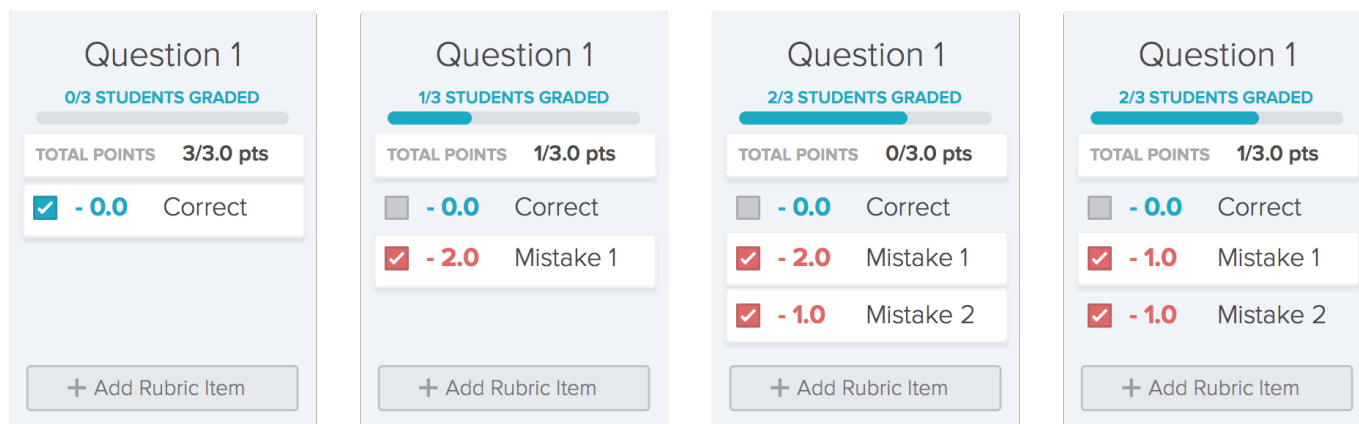 Question 1
0/3 STUDENTS GRADED
TOTAL POINTS 3/3.0 pts
- 0.0 Correct
+ Add Rubric Item
Question 1
1/3 STUDENTS GRADED
TOTAL POINTS 1/3.0 pts
- 0.0 Correct
- 2.0 Mistake 1
+ Add Rubric Item
Question 1
2/3 STUDENTS GRADED
TOTAL POINTS 0/3.0 pts
- 0.0 Correct
- 2.0 Mistake 1
- 1.0 Mistake 2
+ Add Rubric Item
Question 1
2/3 STUDENTS GRADED
TOTAL POINTS 1/3.0 pts
- 0.0 Correct
- 1.0 Mistake 1
- 1.0 Mistake 2
+ Add Rubric Item